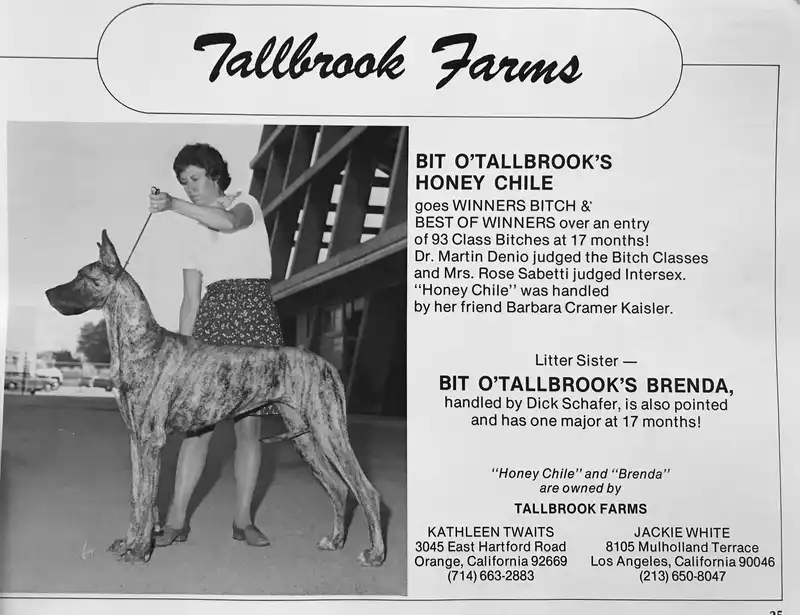 Tallbrook Farms
BIT O'TALLBROOK'S
HONEY CHILE
goes WINNERS BITCH &
BEST OF WINNERS over an entry
of 93 Class Bitches at 17 months!
Dr. Martin Denio judged the Bitch Classes
and Mrs. Rose Sabetti judged Intersex.
"Honey Chile" was handled
by her friend Barbara Cramer Kaisler.
Litter Sister —
BIT O'TALLBROOK'S BRENDA,
handled by Dick Schafer, is also pointed
and has one major at 17 months!
"Honey Chile" and "Brenda"
are owned by
TALLBROOK FARMS
KATHLEEN TWAITS
3045 East Hartford Road
Orange, California 92669
(714) 663-2883
JACKIE WHITE
8105 Mulholland Terrace
Los Angeles, California 90046
(213) 650-8047